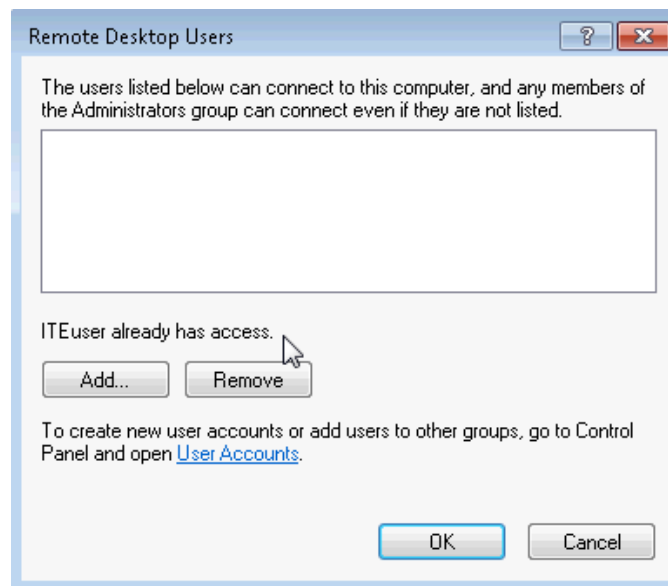 Remote Desktop Users
?
The users listed below can connect to this computer, and any members of
the Administrators group can connect even if they are not listed.
ITEuser already has access.
Add... Remove
To create new user accounts or add users to other groups, go to Control
Panel and open User Accounts.
OK Cancel